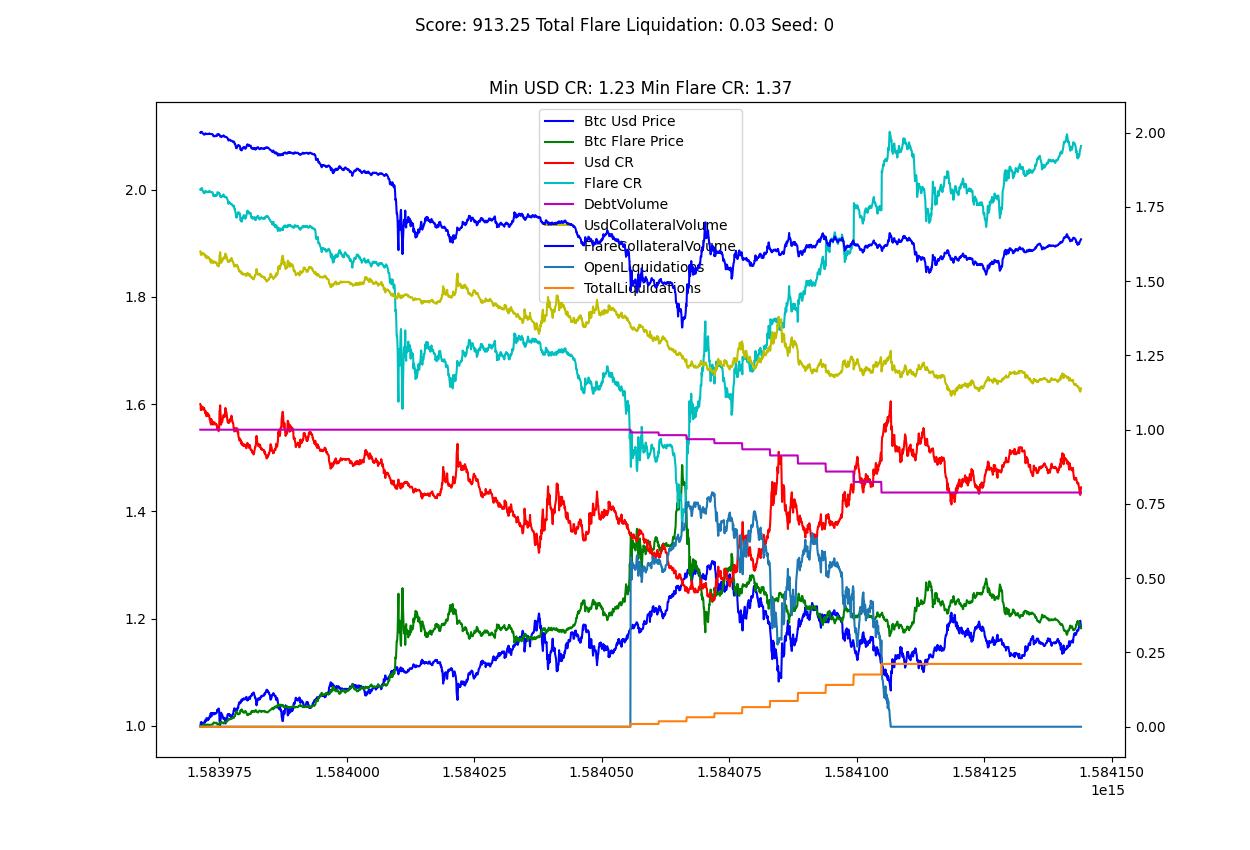 Score: 913.25 Total Flare Liquidation: 0.03 Seed: 0
Min USD CR: 1.23 Min Flare CR: 1.37
Btc Usd Price
Btc Flare Price
Usd CR
Flare CR
DebtVolume
UsdCollateralVolume
FlareCollateralVolume
OpenLiquidations
TotalLiquidations
2.0
1.8
1.6
1.4
1.2
1.0
2.00
1.75
1.50
1.25
1.00
0.75
0.50
0.25
0.00
1.583975 1.584000 1.584025 1.584050 1.584075 1.584100 1.584125 1.584150
1e15